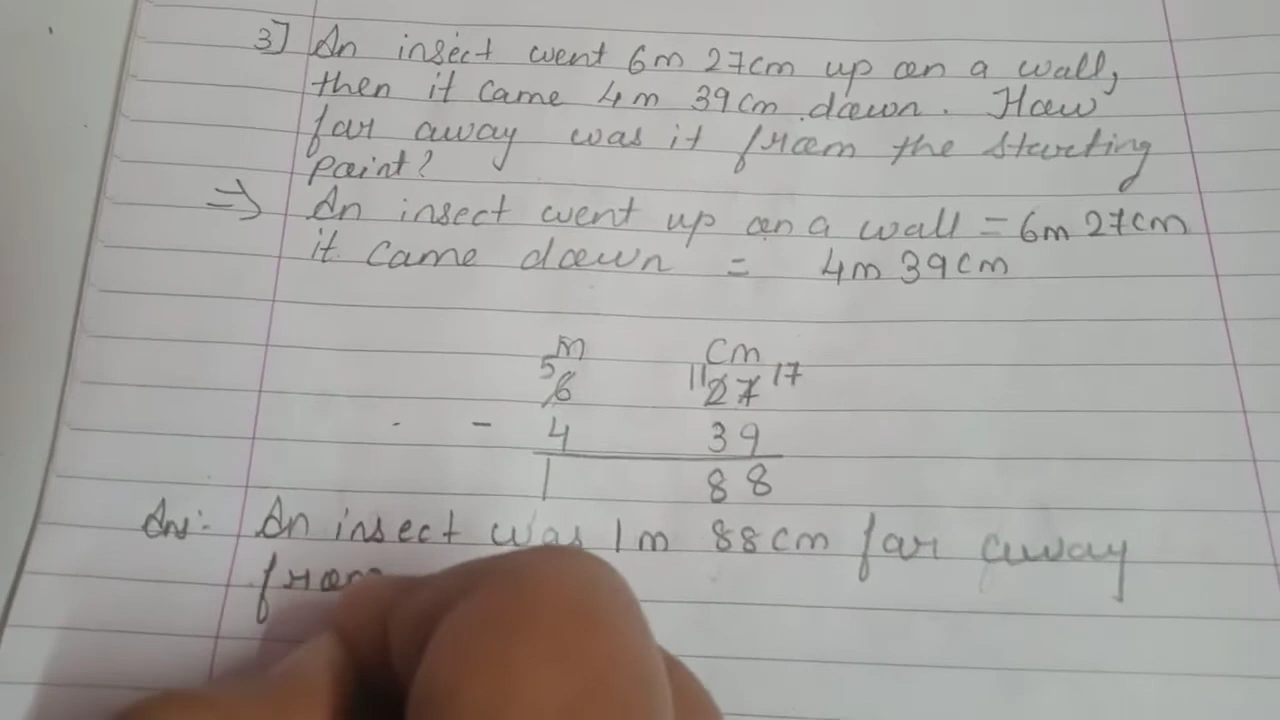 3] An insect went 6m 27cm up on a wall,
then it came 4m 39cm down. How
far away was it from the starting
point?
=> An insect went up on a wall = 6m 27cm
it came down = 4m 39cm
m cm
5 11 17
6 27
- 4 39
1 88
Ans: An insect was 1m 88cm far away
from